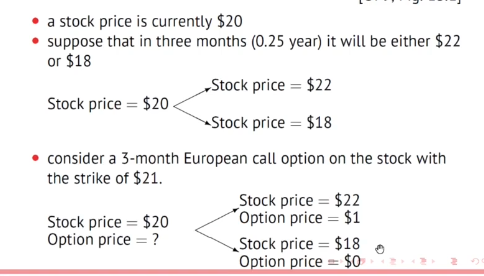 • a stock price is currently $20
• suppose that in three months (0.25 year) it will be either $22
or $18
Stock price = $22
Stock price = $20
Stock price = $18
• consider a 3-month European call option on the stock with
the strike of $21.
Stock price = $22
Option price = $1
Stock price = $20
Option price = ?
Stock price = $18
Option price = $0